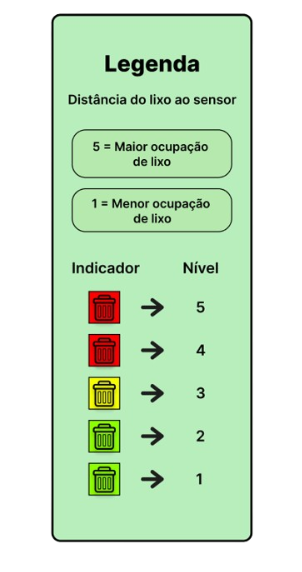 Legenda
Distância do lixo ao sensor
5 = Maior ocupação
de lixo
1 = Menor ocupação
de lixo
Indicador Nível
5
4
3
2
1